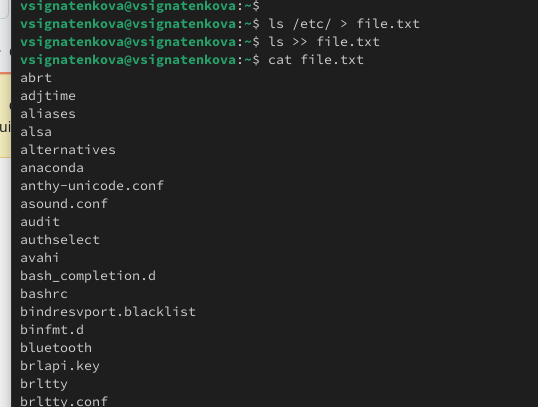 vsignatenkova@vsignatenkova:~$
vsignatenkova@vsignatenkova:~$ ls /etc/ > file.txt
vsignatenkova@vsignatenkova:~$ ls >> file.txt
vsignatenkova@vsignatenkova:~$ cat file.txt
abrt
adjtime
aliases
alsa
alternatives
anaconda
anthy-unicode.conf
asound.conf
audit
authselect
avahi
bash_completion.d
bashrc
bindresvport.blacklist
binfmt.d
bluetooth
brlapi.key
brltty
brltty.conf